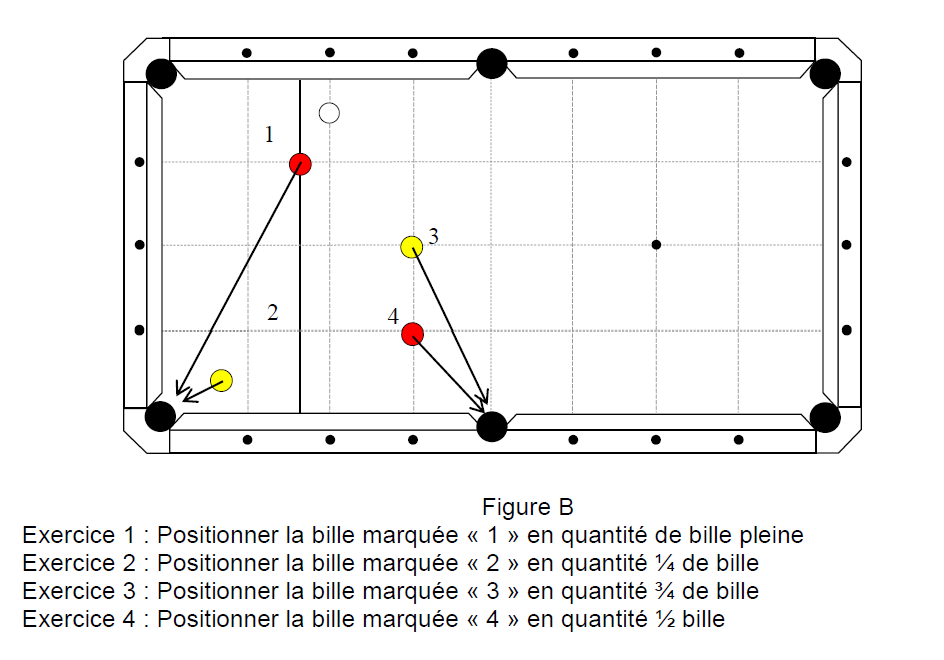 1
3
2
4
Figure B
Exercice 1 : Positionner la bille marquée « 1 » en quantité de bille pleine
Exercice 2 : Positionner la bille marquée « 2 » en quantité ¼ de bille
Exercice 3 : Positionner la bille marquée « 3 » en quantité ¾ de bille
Exercice 4 : Positionner la bille marquée « 4 » en quantité ½ bille